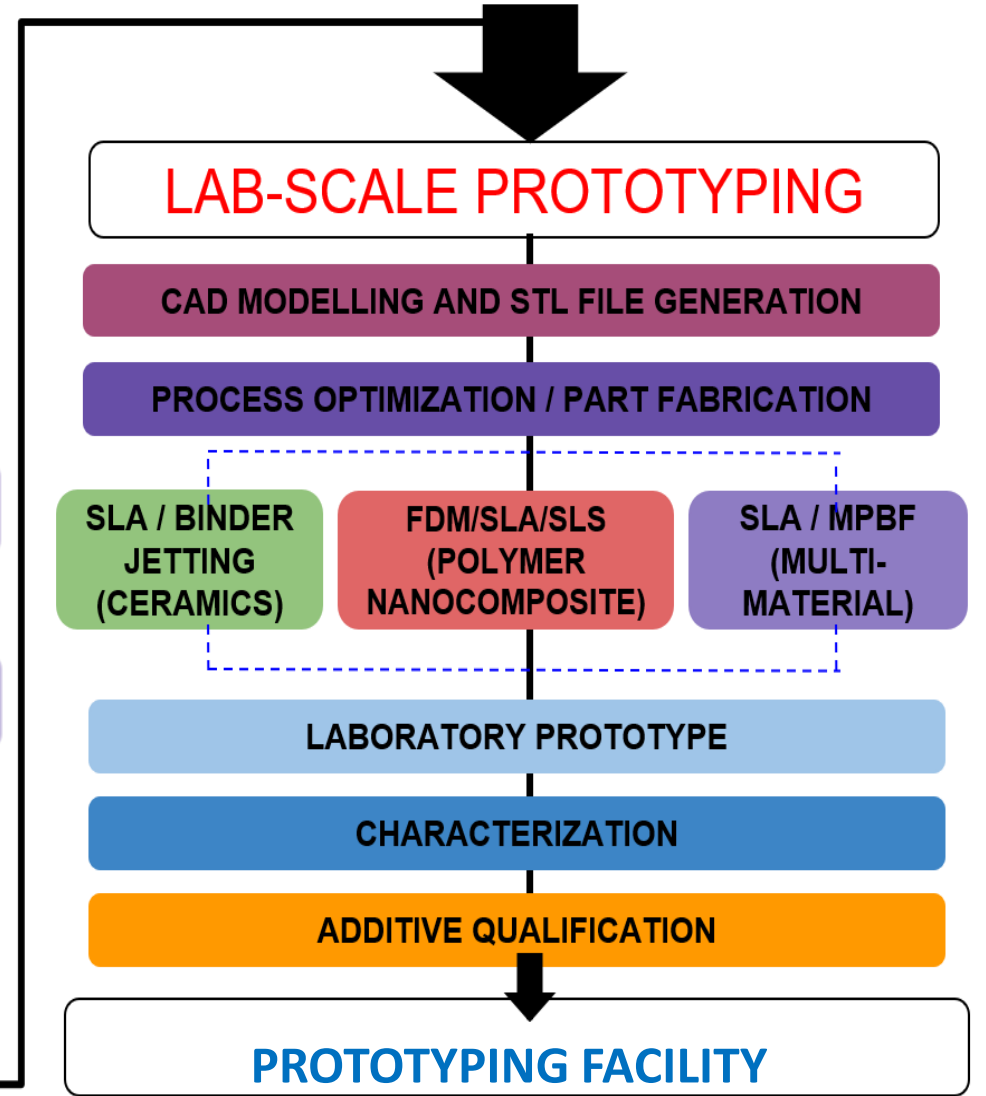 LAB-SCALE PROTOTYPING
CAD MODELLING AND STL FILE GENERATION
PROCESS OPTIMIZATION / PART FABRICATION
SLA / BINDER
JETTING
(CERAMICS)
FDM/SLA/SLS
(POLYMER
NANOCOMPOSITE)
SLA / MPBF
(MULTI-
MATERIAL)
LABORATORY PROTOTYPE
CHARACTERIZATION
ADDITIVE QUALIFICATION
PROTOTYPING FACILITY